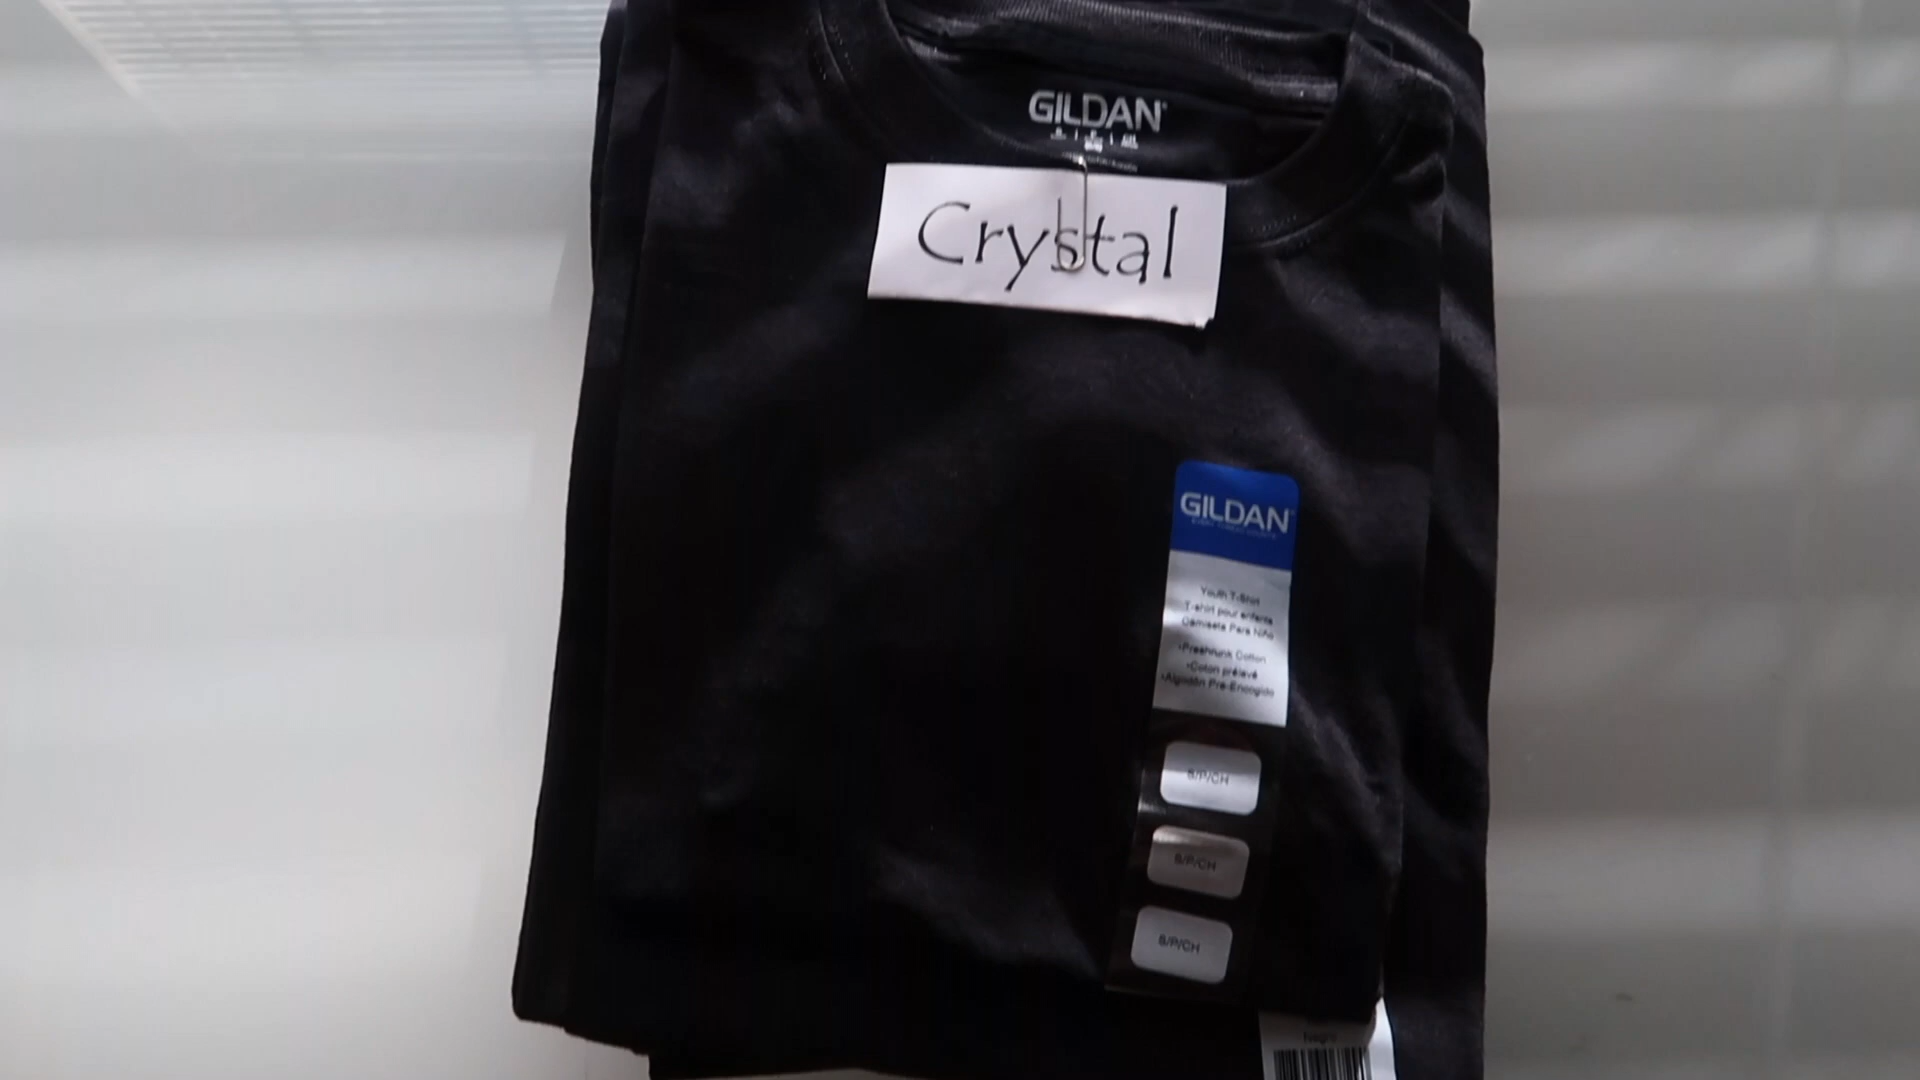 GILDAN
Crystal
GILDAN
Youth T-Shirt
T-shirt pour enfants
Camiseta Para Niño
•Preshrunk Cotton
•Coton prélavé
•Algodón Pre-Encogido
S/P/CH
S/P/CH
S/P/CH
Negro